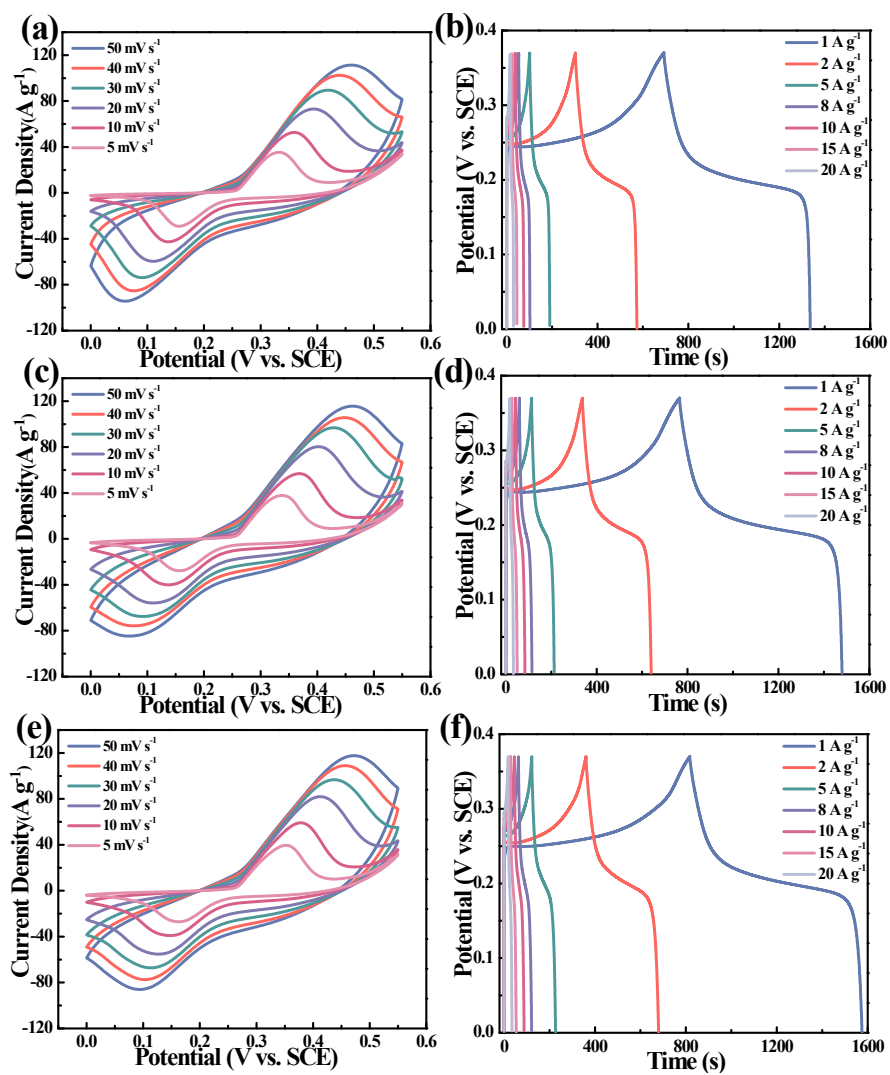 (a)
50 mV s⁻¹
40 mV s⁻¹
30 mV s⁻¹
20 mV s⁻¹
10 mV s⁻¹
5 mV s⁻¹
120
80
40
0
-40
-80
-120
Current Density(A g⁻¹)
0.0 0.1 0.2 0.3 0.4 0.5 0.6
Potential (V vs. SCE)
(b)
1 A g⁻¹
2 A g⁻¹
5 A g⁻¹
8 A g⁻¹
10 A g⁻¹
15 A g⁻¹
20 A g⁻¹
0.4
0.3
0.2
0.1
0.0
Potential (V vs. SCE)
0 400 800 1200 1600
Time (s)
(c)
50 mV s⁻¹
40 mV s⁻¹
30 mV s⁻¹
20 mV s⁻¹
10 mV s⁻¹
5 mV s⁻¹
120
80
40
0
-40
-80
-120
Current Density(A g⁻¹)
0.0 0.1 0.2 0.3 0.4 0.5 0.6
Potential (V vs. SCE)
(d)
1 A g⁻¹
2 A g⁻¹
5 A g⁻¹
8 A g⁻¹
10 A g⁻¹
15 A g⁻¹
20 A g⁻¹
0.4
0.3
0.2
0.1
0.0
Potential (V vs. SCE)
0 400 800 1200 1600
Time (s)
(e)
50 mV s⁻¹
40 mV s⁻¹
30 mV s⁻¹
20 mV s⁻¹
10 mV s⁻¹
5 mV s⁻¹
120
80
40
0
-40
-80
-120
Current Density(A g⁻¹)
0.0 0.1 0.2 0.3 0.4 0.5 0.6
Potential (V vs. SCE)
(f)
1 A g⁻¹
2 A g⁻¹
5 A g⁻¹
8 A g⁻¹
10 A g⁻¹
15 A g⁻¹
20 A g⁻¹
0.4
0.3
0.2
0.1
0.0
Potential (V vs. SCE)
0 400 800 1200 1600
Time (s)